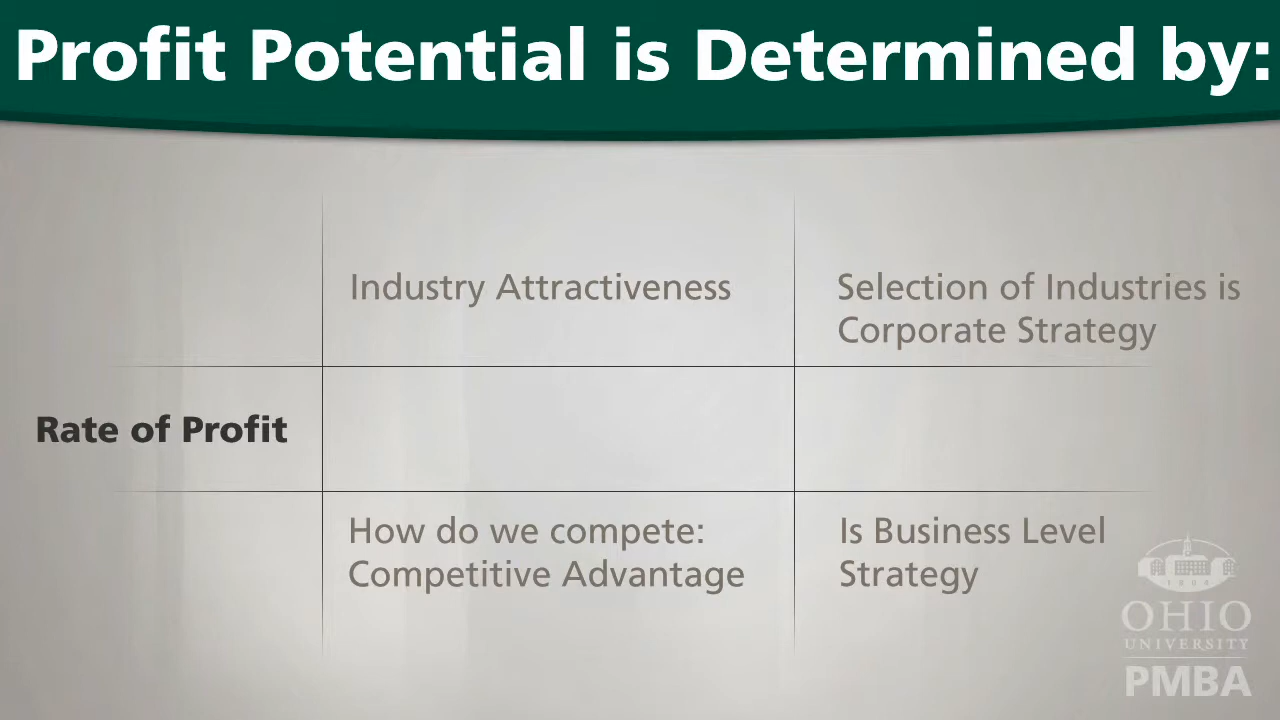 Profit Potential is Determined by:
Industry Attractiveness
Selection of Industries is
Corporate Strategy
Rate of Profit
How do we compete:
Competitive Advantage
Is Business Level
Strategy
1804
OHIO
UNIVERSITY
PMBA